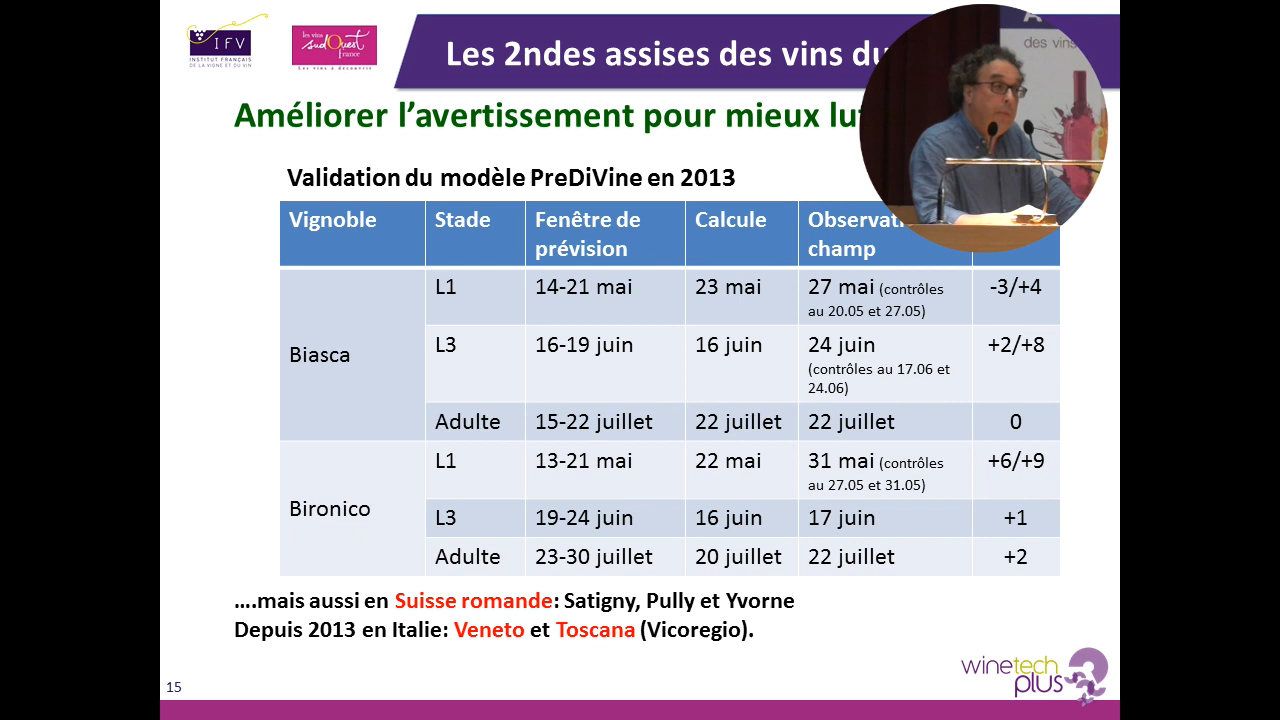 IFV
INSTITUT FRANÇAIS
DE LA VIGNE ET DU VIN
les vins
sudOuest
france
Les vins à découvrir
Les 2ndes assises des vins du
des vins
Améliorer l’avertissement pour mieux
Validation du modèle PreDiVine en 2013
Vignoble Stade Fenêtre de prévision Calcule champ
Biasca
L1 14-21 mai 23 mai 27 mai (contrôles au 20.05 et 27.05) -3/+4
L3 16-19 juin 16 juin 24 juin (contrôles au 17.06 et 24.06) +2/+8
Adulte 15-22 juillet 22 juillet 22 juillet 0
Bironico
L1 13-21 mai 22 mai 31 mai (contrôles au 27.05 et 31.05) +6/+9
L3 19-24 juin 16 juin 17 juin +1
Adulte 23-30 juillet 20 juillet 22 juillet +2
….mais aussi en Suisse romande: Satigny, Pully et Yvorne
Depuis 2013 en Italie: Veneto et Toscana (Vicoregio).
winetech
plus
15